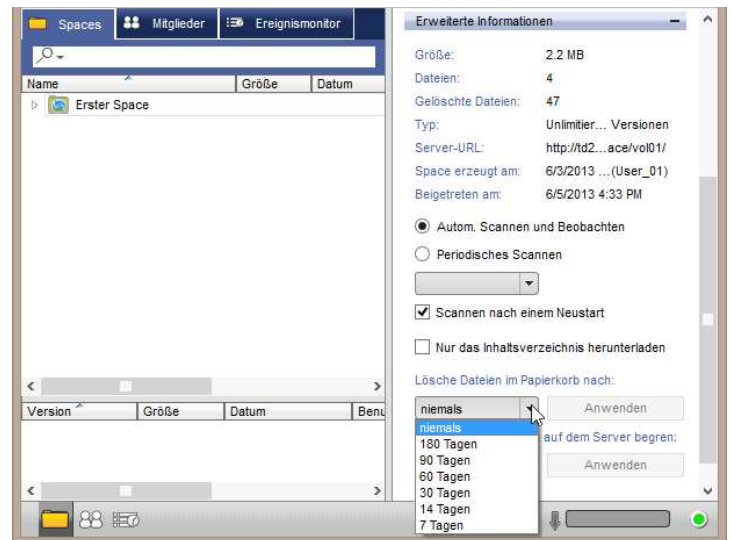 Spaces Mitglieder Ereignismonitor
Name Größe Datum
Erster Space
Version Größe Datum Benu
Erweiterte Informationen
Größe: 2.2 MB
Dateien: 4
Gelöschte Dateien: 47
Typ: Unlimitier... Versionen
Server-URL: http://td2...ace/vol01/
Space erzeugt am: 6/3/2013 ...(User_01)
Beigetreten am: 6/5/2013 4:33 PM
Autom. Scannen und Beobachten
Periodisches Scannen
Scannen nach einem Neustart
Nur das Inhaltsverzeichnis herunterladen
Lösche Dateien im Papierkorb nach:
niemals Anwenden
niemals
auf dem Server begren:
180 Tagen
90 Tagen
60 Tagen Anwenden
30 Tagen
14 Tagen
7 Tagen